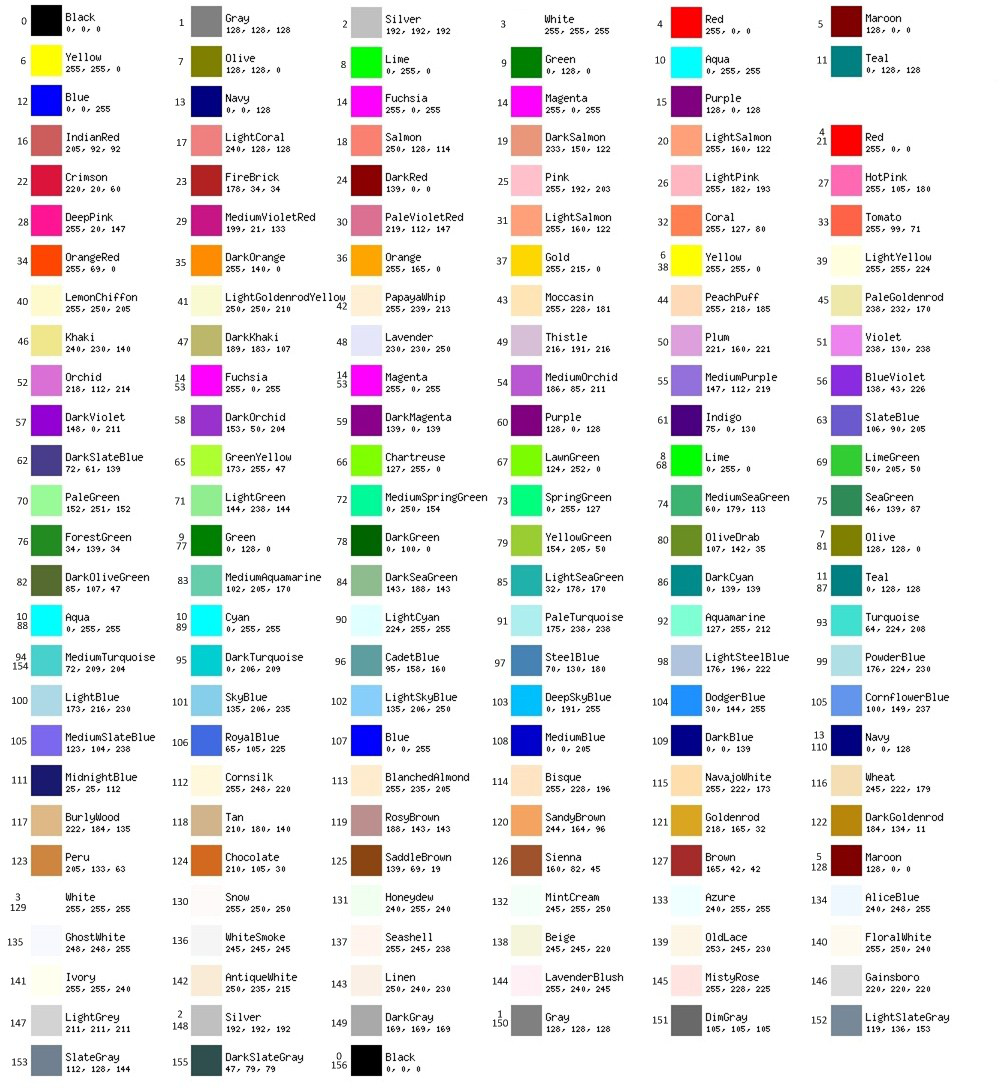 0 Black
0, 0, 0
1 Gray
128, 128, 128
2 Silver
192, 192, 192
3 White
255, 255, 255
4 Red
255, 0, 0
5 Maroon
128, 0, 0
6 Yellow
255, 255, 0
7 Olive
128, 128, 0
8 Lime
0, 255, 0
9 Green
0, 128, 0
10 Aqua
0, 255, 255
11 Teal
0, 128, 128
12 Blue
0, 0, 255
13 Navy
0, 0, 128
14 Fuchsia
255, 0, 255
14 Magenta
255, 0, 255
15 Purple
128, 0, 128
16 IndianRed
205, 92, 92
17 LightCoral
240, 128, 128
18 Salmon
250, 128, 114
19 DarkSalmon
233, 150, 122
20 LightSalmon
255, 160, 122
4
21 Red
255, 0, 0
22 Crimson
220, 20, 60
23 FireBrick
178, 34, 34
24 DarkRed
139, 0, 0
25 Pink
255, 192, 203
26 LightPink
255, 182, 193
27 HotPink
255, 105, 180
28 DeepPink
255, 20, 147
29 MediumVioletRed
199, 21, 133
30 PaleVioletRed
219, 112, 147
31 LightSalmon
255, 160, 122
32 Coral
255, 127, 80
33 Tomato
255, 99, 71
34 OrangeRed
255, 69, 0
35 DarkOrange
255, 140, 0
36 Orange
255, 165, 0
37 Gold
255, 215, 0
6
38 Yellow
255, 255, 0
39 LightYellow
255, 255, 224
40 LemonChiffon
255, 250, 205
41 LightGoldenrodYellow
250, 250, 210
42 PapayaWhip
255, 239, 213
43 Moccasin
255, 228, 181
44 PeachPuff
255, 218, 185
45 PaleGoldenrod
238, 232, 170
46 Khaki
240, 230, 140
47 DarkKhaki
189, 183, 107
48 Lavender
230, 230, 250
49 Thistle
216, 191, 216
50 Plum
221, 160, 221
51 Violet
238, 130, 238
52 Orchid
218, 112, 214
14
53 Fuchsia
255, 0, 255
14
53 Magenta
255, 0, 255
54 MediumOrchid
186, 85, 211
55 MediumPurple
147, 112, 219
56 BlueViolet
138, 43, 226
57 DarkViolet
148, 0, 211
58 DarkOrchid
153, 50, 204
59 DarkMagenta
139, 0, 139
60 Purple
128, 0, 128
61 Indigo
75, 0, 130
63 SlateBlue
106, 90, 205
62 DarkSlateBlue
72, 61, 139
65 GreenYellow
173, 255, 47
66 Chartreuse
127, 255, 0
67 LawnGreen
124, 252, 0
8
68 Lime
0, 255, 0
69 LimeGreen
50, 205, 50
70 PaleGreen
152, 251, 152
71 LightGreen
144, 238, 144
72 MediumSpringGreen
0, 250, 154
73 SpringGreen
0, 255, 127
74 MediumSeaGreen
60, 179, 113
75 SeaGreen
46, 139, 87
76 ForestGreen
34, 139, 34
9
77 Green
0, 128, 0
78 DarkGreen
0, 100, 0
79 YellowGreen
154, 205, 50
80 OliveDrab
107, 142, 35
7
81 Olive
128, 128, 0
82 DarkOliveGreen
85, 107, 47
83 MediumAquamarine
102, 205, 170
84 DarkSeaGreen
143, 188, 143
85 LightSeaGreen
32, 178, 170
86 DarkCyan
0, 139, 139
11
87 Teal
0, 128, 128
10
88 Aqua
0, 255, 255
10
89 Cyan
0, 255, 255
90 LightCyan
224, 255, 255
91 PaleTurquoise
175, 238, 238
92 Aquamarine
127, 255, 212
93 Turquoise
64, 224, 208
94
154 MediumTurquoise
72, 209, 204
95 DarkTurquoise
0, 206, 209
96 CadetBlue
95, 158, 160
97 SteelBlue
70, 130, 180
98 LightSteelBlue
176, 196, 222
99 PowderBlue
176, 224, 230
100 LightBlue
173, 216, 230
101 SkyBlue
135, 206, 235
102 LightSkyBlue
135, 206, 250
103 DeepSkyBlue
0, 191, 255
104 DodgerBlue
30, 144, 255
105 CornflowerBlue
100, 149, 237
105 MediumSlateBlue
123, 104, 238
106 RoyalBlue
65, 105, 225
107 Blue
0, 0, 255
108 MediumBlue
0, 0, 205
109 DarkBlue
0, 0, 139
13
110 Navy
0, 0, 128
111 MidnightBlue
25, 25, 112
112 Cornsilk
255, 248, 220
113 BlanchedAlmond
255, 235, 205
114 Bisque
255, 228, 196
115 NavajoWhite
255, 222, 173
116 Wheat
245, 222, 179
117 BurlyWood
222, 184, 135
118 Tan
210, 180, 140
119 RosyBrown
188, 143, 143
120 SandyBrown
244, 164, 96
121 Goldenrod
218, 165, 32
122 DarkGoldenrod
184, 134, 11
123 Peru
205, 133, 63
124 Chocolate
210, 105, 30
125 SaddleBrown
139, 69, 19
126 Sienna
160, 82, 45
127 Brown
165, 42, 42
5
128 Maroon
128, 0, 0
3
129 White
255, 255, 255
130 Snow
255, 250, 250
131 Honeydew
240, 255, 240
132 MintCream
245, 255, 250
133 Azure
240, 255, 255
134 AliceBlue
240, 248, 255
135 GhostWhite
248, 248, 255
136 WhiteSmoke
245, 245, 245
137 Seashell
255, 245, 238
138 Beige
245, 245, 220
139 OldLace
253, 245, 230
140 FloralWhite
255, 250, 240
141 Ivory
255, 255, 240
142 AntiqueWhite
250, 235, 215
143 Linen
250, 240, 230
144 LavenderBlush
255, 240, 245
145 MistyRose
255, 228, 225
146 Gainsboro
220, 220, 220
147 LightGrey
211, 211, 211
2
148 Silver
192, 192, 192
149 DarkGray
169, 169, 169
1
150 Gray
128, 128, 128
151 DimGray
105, 105, 105
152 LightSlateGray
119, 136, 153
153 SlateGray
112, 128, 144
155 DarkSlateGray
47, 79, 79
0
156 Black
0, 0, 0